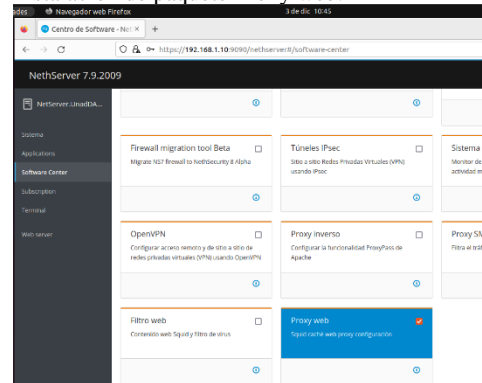 ades Navegador web Firefox 3 de dic 10:45
Centro de Software - Net × +
https://192.168.1.10:9090/nethserver#/software-center
NethServer 7.9.2009
NetServer.UnadDA...
Sistema
Applications
Software Center
Subscription
Terminal
Web server
Firewall migration tool Beta
Migrate NS7 firewall to NethSecurity 8 Alpha
Túneles IPsec
Sitio a sitio Redes Privadas Virtuales (VPN)
usando IPsec
Sistema
Monitor de
actividad m
OpenVPN
Configurar acceso remoto y de sitio a sitio de
redes privadas virtuales (VPN) usando OpenVPN
Proxy inverso
Configurar la funcionalidad ProxyPass de
Apache
Proxy SM
Filtra el trá
Filtro web
Contenido web Squid y filtro de virus
Proxy web
Squid caché web proxy configuración